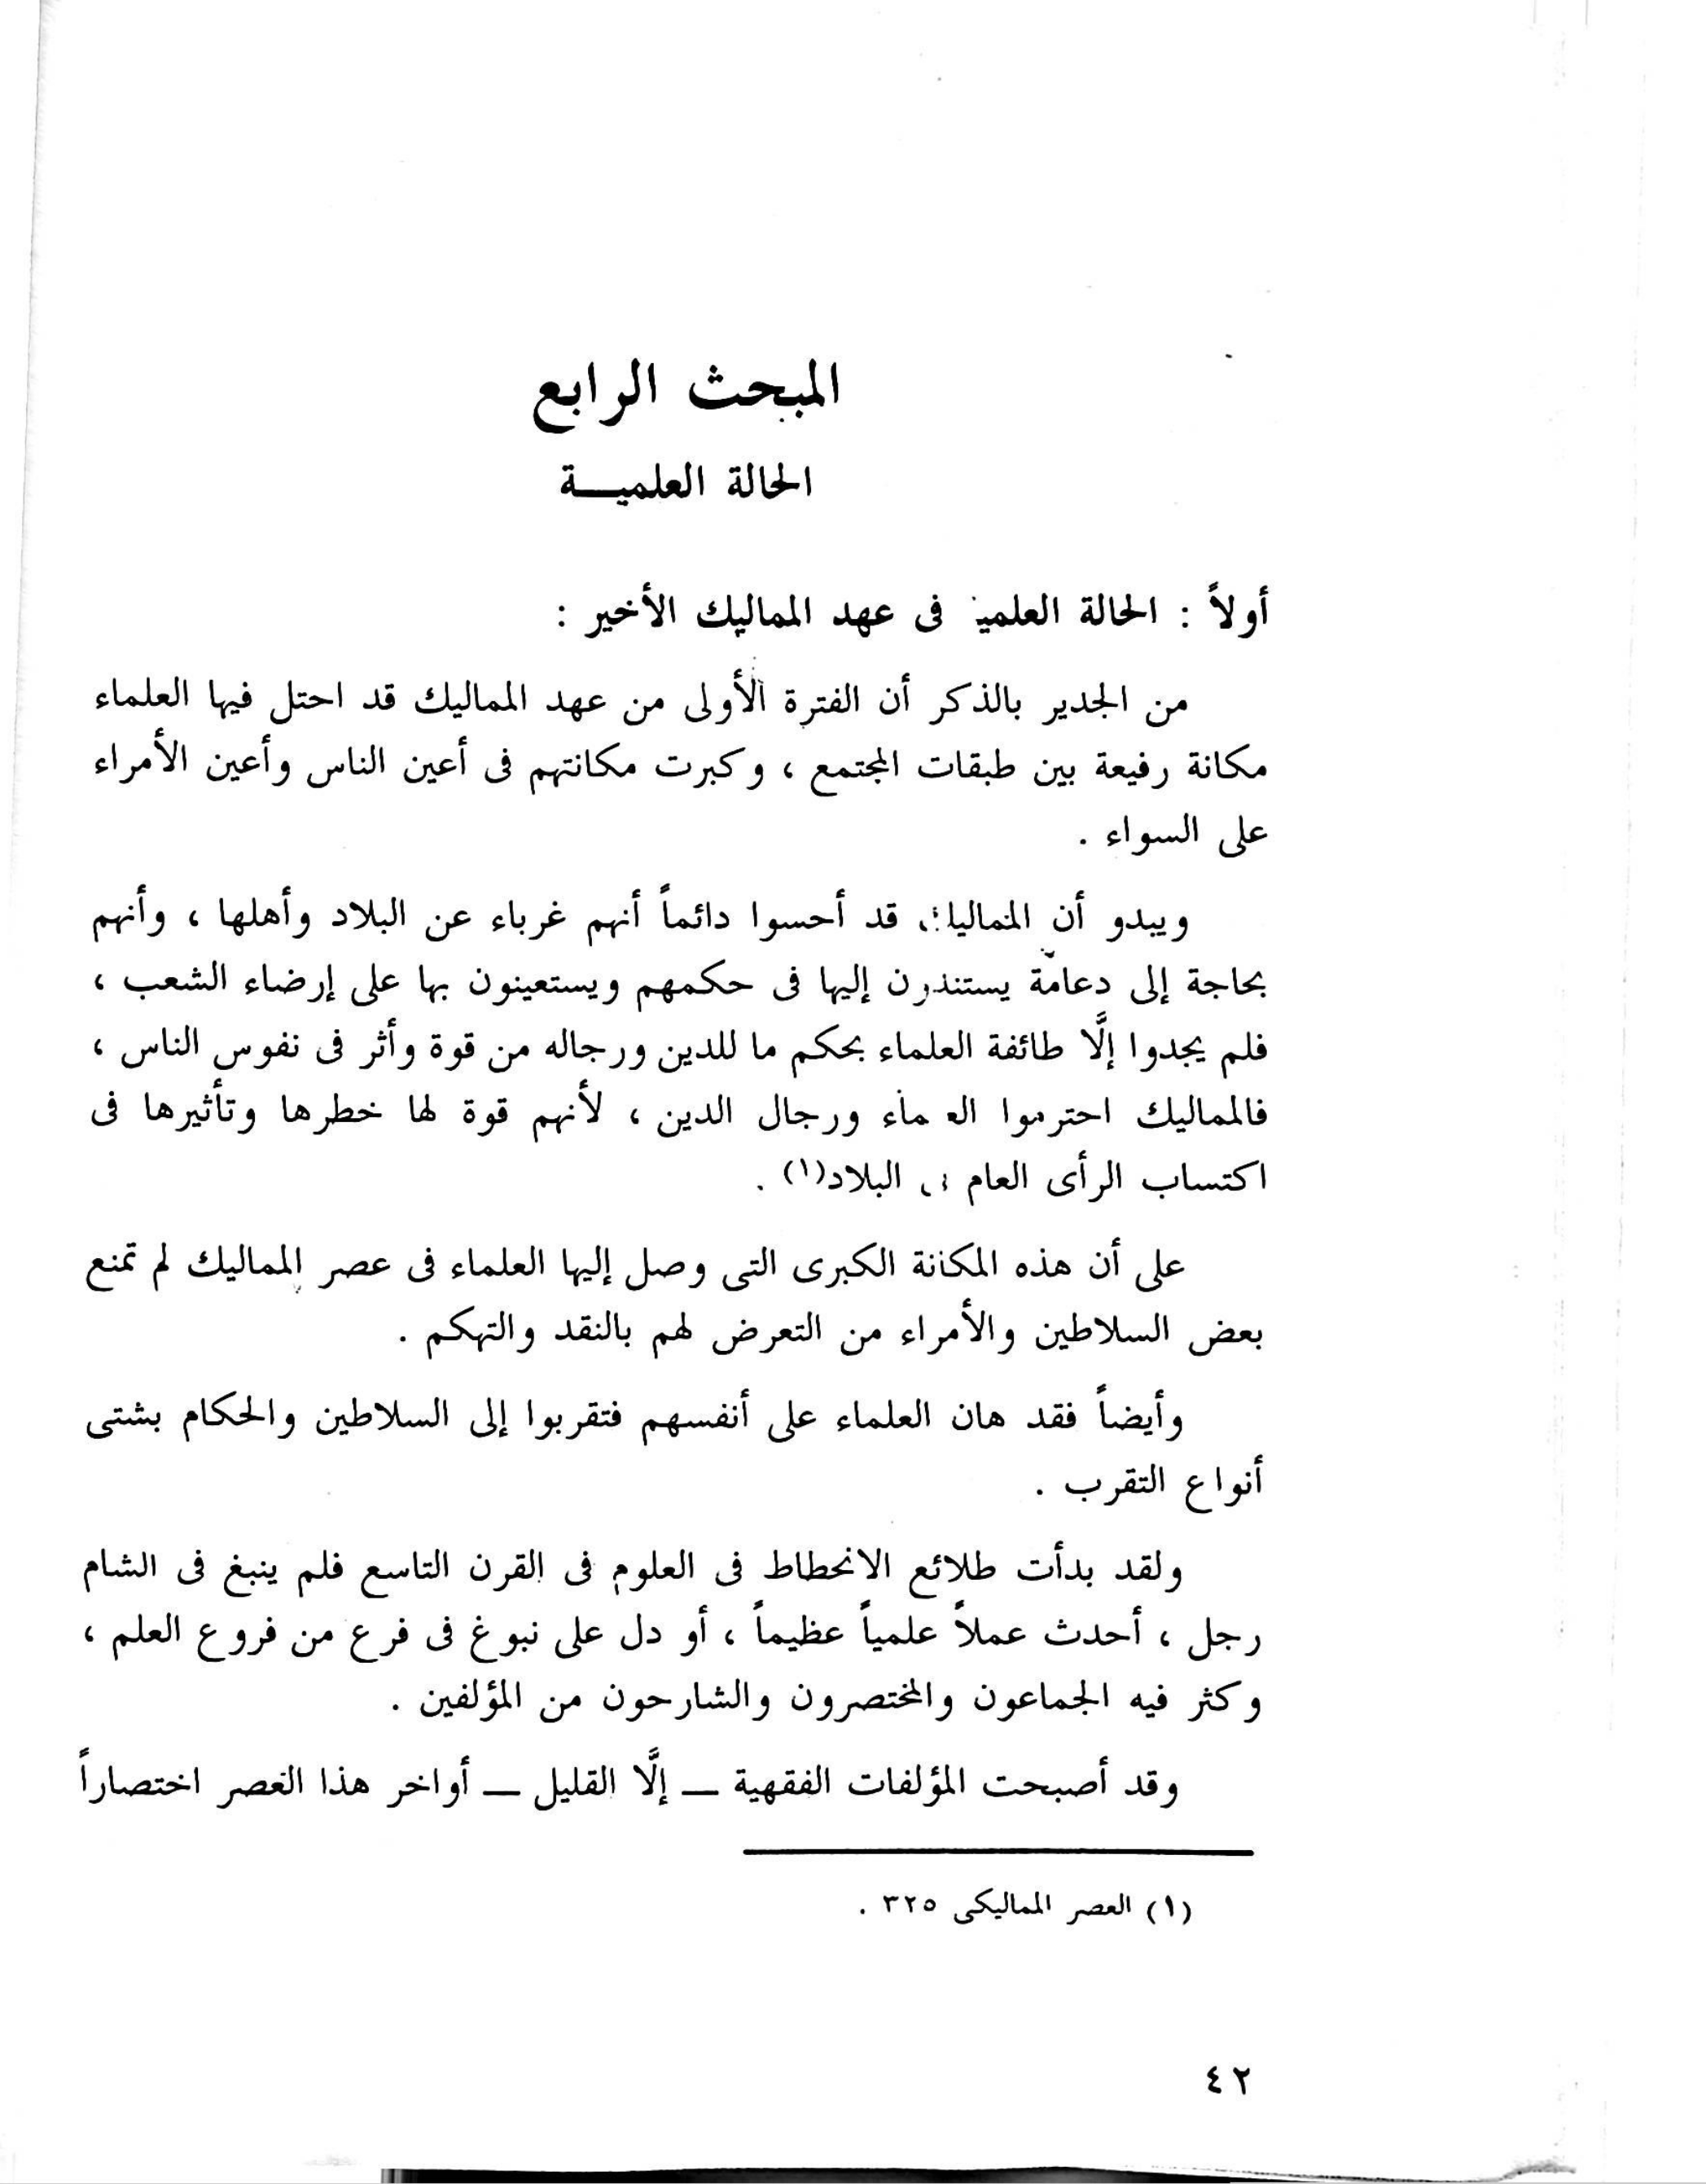 المبحث الرابع
الحالة العلميـــة
أولاً : الحالة العلمية فى عهد المماليك الأخير :
من الجدير بالذكر أن الفترة الأولى من عهد المماليك قد احتل فيها العلماء
مكانة رفيعة بين طبقات المجتمع ، وكبرت مكانتهم فى أعين الناس وأعين الأمراء
على السواء .
ويبدو أن المماليك قد أحسوا دائماً أنهم غرباء عن البلاد وأهلها ، وأنهم
بحاجة إلى دعامة يستندون إليها فى حكمهم ويستعينون بها على إرضاء الشعب ،
فلم يجدوا إلَّا طائفة العلماء بحكم ما للدين ورجاله من قوة وأثر فى نفوس الناس ،
فالمماليك احترموا العلماء ورجال الدين ، لأنهم قوة لها خطرها وتأثيرها فى
اكتساب الرأى العام فى البلاد(١) .
على أن هذه المكانة الكبرى التى وصل إليها العلماء فى عصر المماليك لم تمنع
بعض السلاطين والأمراء من التعرض لهم بالنقد والتهكم .
وأيضاً فقد هان العلماء على أنفسهم فتقربوا إلى السلاطين والحكام بشتى
أنواع التقرب .
ولقد بدأت طلائع الانحطاط فى العلوم فى القرن التاسع فلم ينبغ فى الشام
رجل ، أحدث عملاً علمياً عظيماً ، أو دل على نبوغ فى فرع من فروع العلم ،
وكثر فيه الجماعون والمختصرون والشارحون من المؤلفين .
وقد أصبحت المؤلفات الفقهية ــ إلَّا القليل ــ أواخر هذا العصر اختصاراً
(١) العصر المماليكى ٣٢٥ .
٤٢